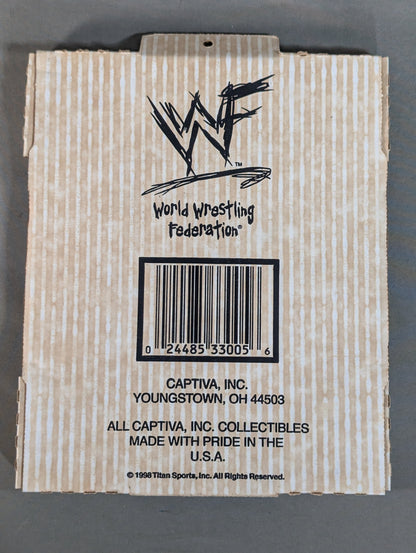 WF
TM
World Wrestling
Federation®
0 24485 33005 6
CAPTIVA, INC.
YOUNGSTOWN, OH 44503
ALL CAPTIVA, INC. COLLECTIBLES
MADE WITH PRIDE IN THE
U.S.A.
© 1998 Titan Sports, Inc. All Rights Reserved.